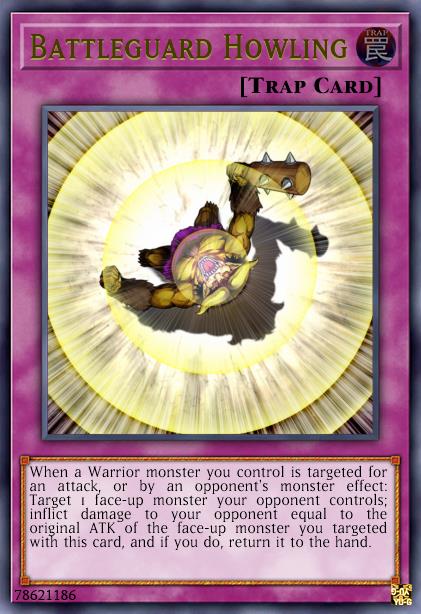 Battleguard Howling
TRAP
罠
[Trap Card]
When a Warrior monster you control is targeted for
an attack, or by an opponent's monster effect:
Target 1 face-up monster your opponent controls;
inflict damage to your opponent equal to the
original ATK of the face-up monster you targeted
with this card, and if you do, return it to the hand.
78621186